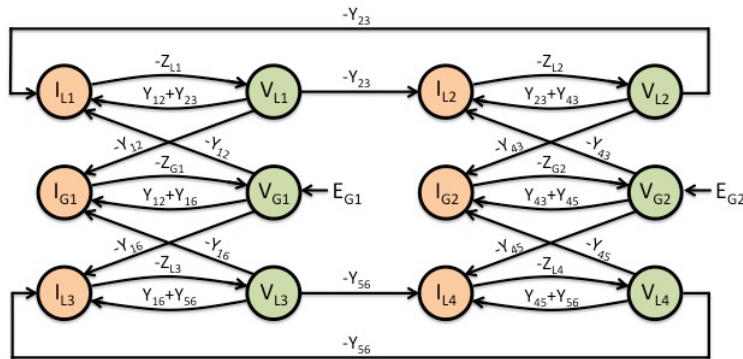 -Y23
IL1 -ZL1 VL1 -Y23 IL2 -ZL2 VL2
Y12+Y23 Y23+Y43
-Y12 -Y12 -Y43 -Y43
IG1 -ZG1 VG1 EG1 IG2 -ZG2 VG2 EG2
Y12+Y16 Y43+Y45
-Y16 -Y16 -Y45 -Y45
IL3 -ZL3 VL3 -Y56 IL4 -ZL4 VL4
Y16+Y56 Y45+Y56
-Y56